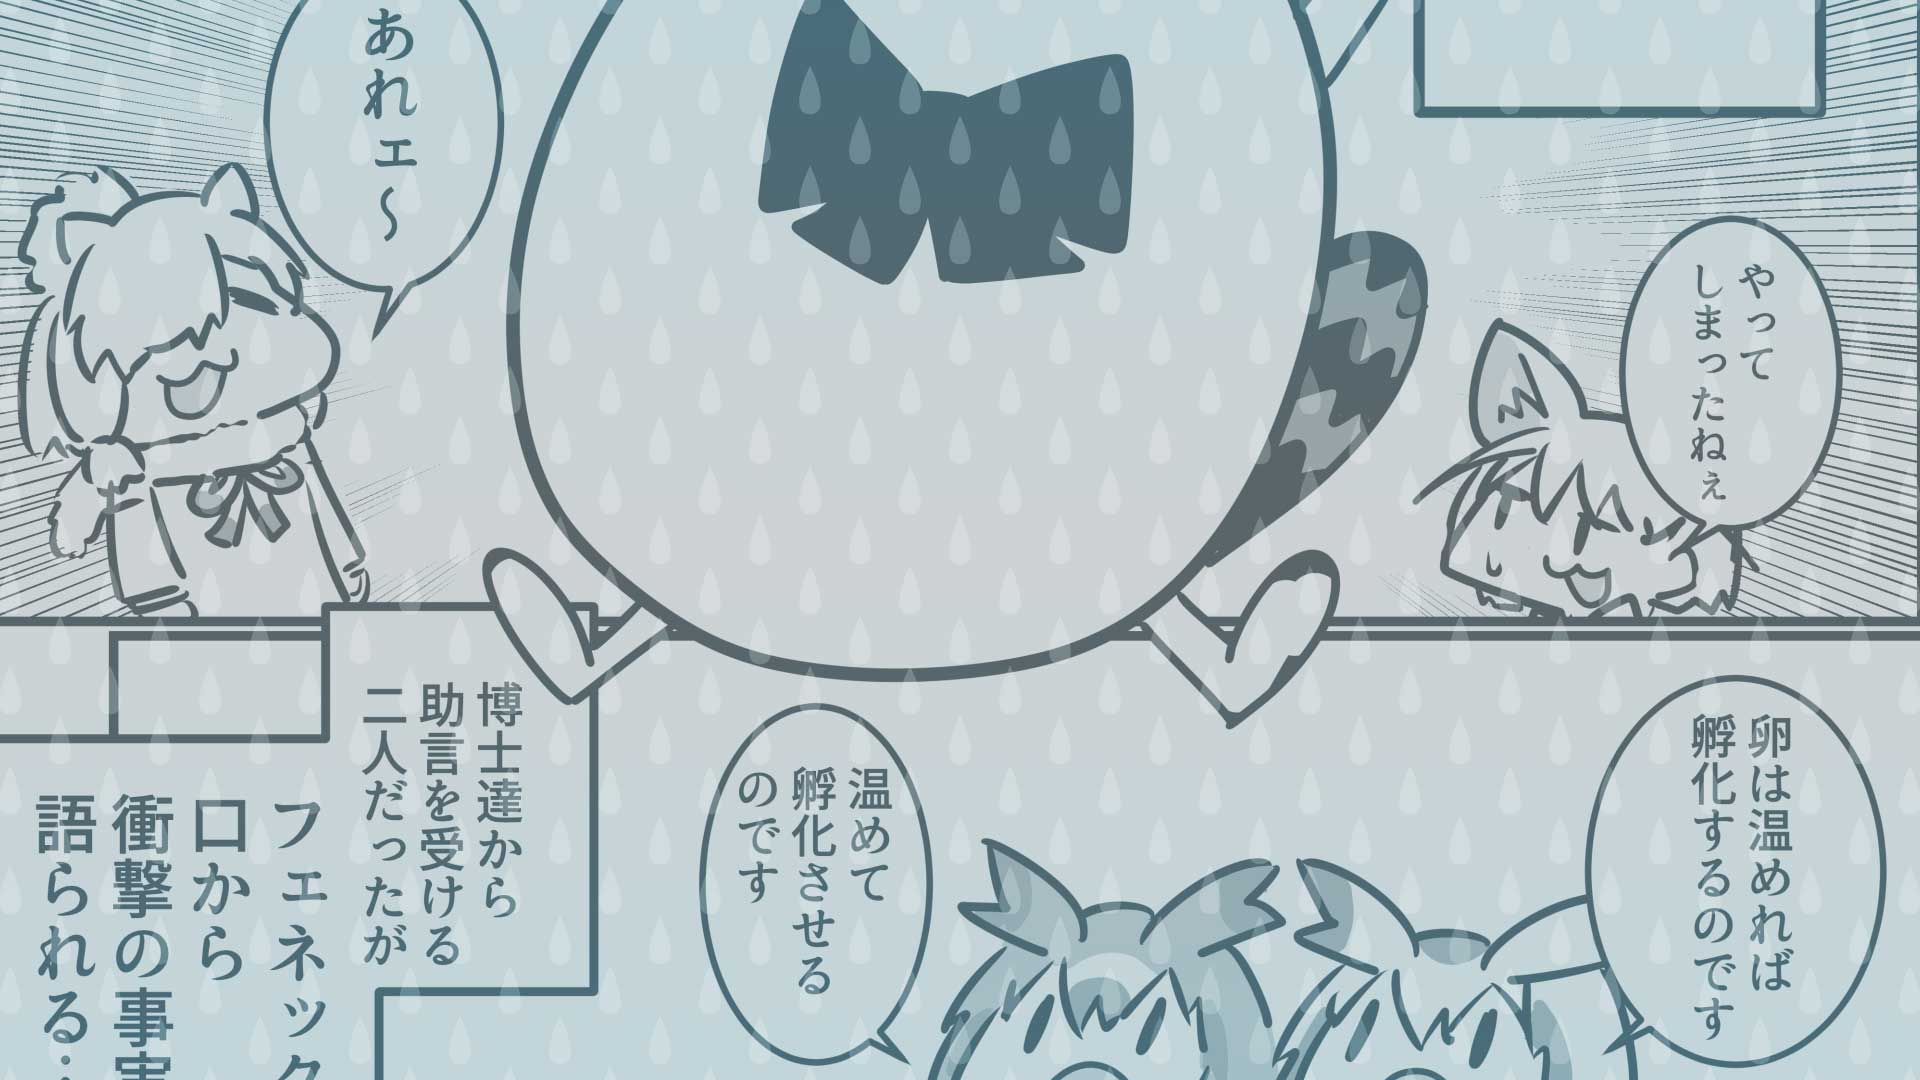 やって
しまったねぇ
あれェ～
卵は温めれば
孵化するのです
温めて
孵化させる
のです
博士達から
助言を受ける
二人だったが
フェネック
口から
衝撃の事実
語られる…